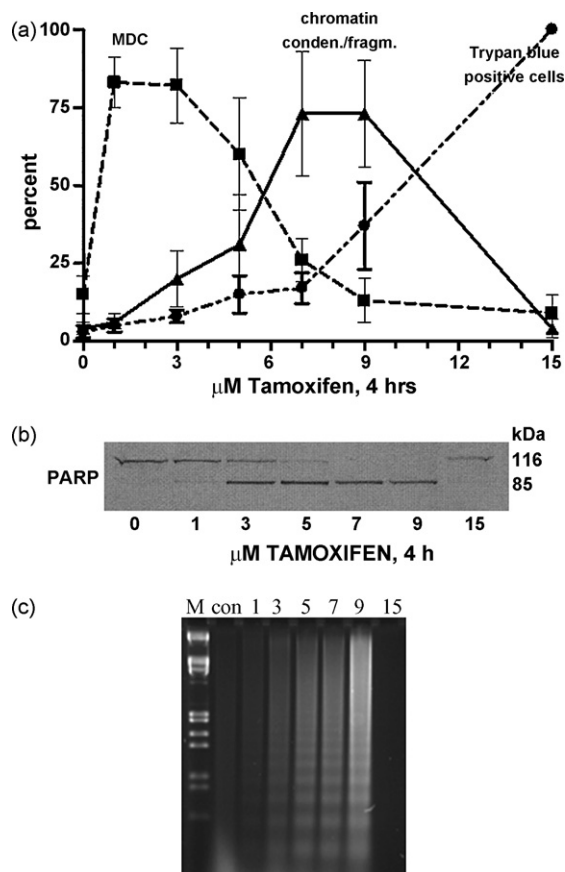 (a)
MDC
chromatin
conden./fragm.
Trypan blue
positive cells
100
75
50
25
0
percent
0 3 6 9 12 15
μM Tamoxifen, 4 hrs
(b)
kDa
PARP
116
85
0 1 3 5 7 9 15
μM TAMOXIFEN, 4 h
(c)
M con 1 3 5 7 9 15